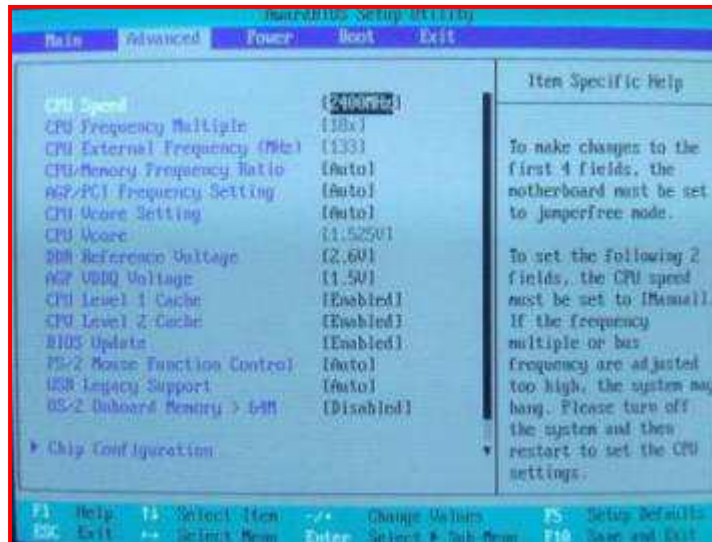 AwardBIOS Setup Utility
Main Advanced Power Boot Exit
CPU Speed [2400MHz]
CPU Frequency Multiple [18x]
CPU External Frequency (MHz) [133]
CPU/Memory Frequency Ratio [Auto]
AGP/PCI Frequency Setting [Auto]
CPU Vcore Setting [Auto]
CPU Vcore [1.525V]
DDR Reference Voltage [2.6V]
AGP VDDQ Voltage [1.5V]
CPU Level 1 Cache [Enabled]
CPU Level 2 Cache [Enabled]
BIOS Update [Enabled]
PS/2 Mouse Function Control [Auto]
USB Legacy Support [Auto]
OS/2 Onboard Memory > 64M [Disabled]
Chip Configuration
Item Specific Help
To make changes to the
first 4 fields, the
motherboard must be set
to jumperfree mode.
To set the following 2
fields, the CPU speed
must be set to [Manual].
If the frequency
multiple or bus
frequency are adjusted
too high, the system may
hang. Please turn off
the system and then
restart to set the CPU
settings.
F1 Help ↑↓ Select Item -/+ Change Values F5 Setup Defaults
ESC Exit ↔ Select Menu Enter Select ▶ Sub-Menu F10 Save and Exit